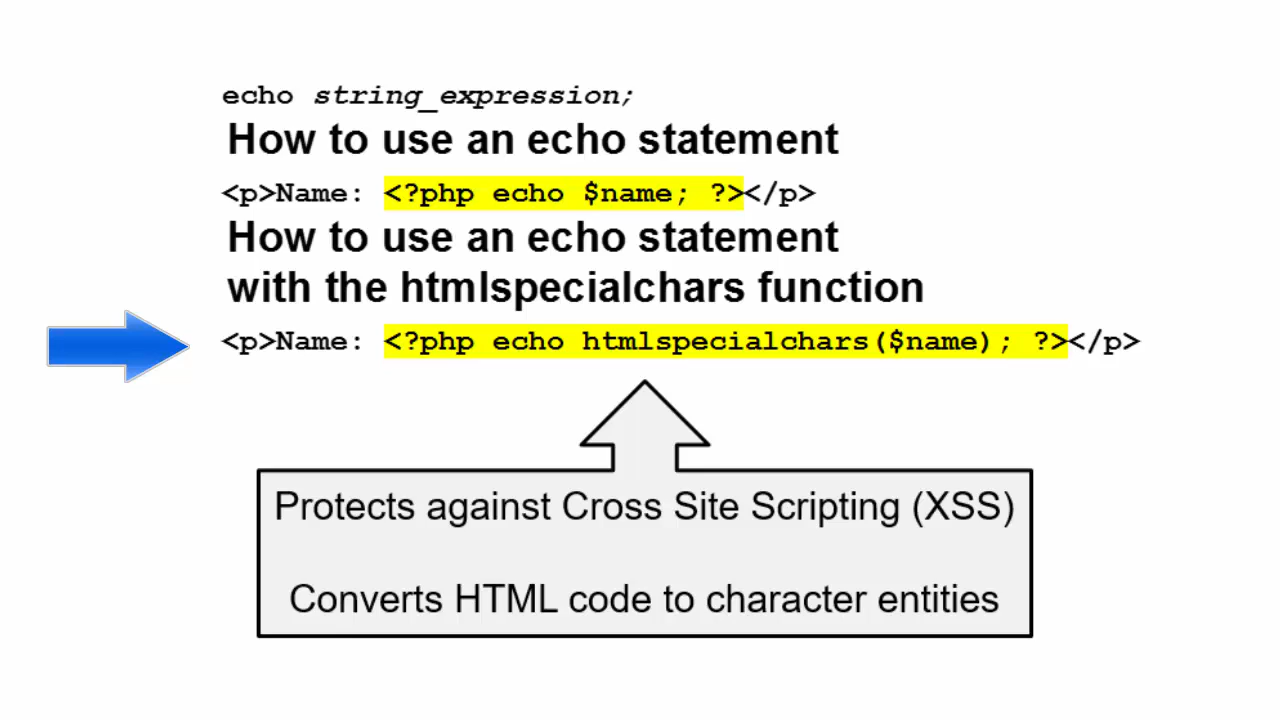 echo string_expression;
How to use an echo statement
<p>Name: <?php echo $name; ?></p>
How to use an echo statement
with the htmlspecialchars function
<p>Name: <?php echo htmlspecialchars($name); ?></p>
Protects against Cross Site Scripting (XSS)
Converts HTML code to character entities